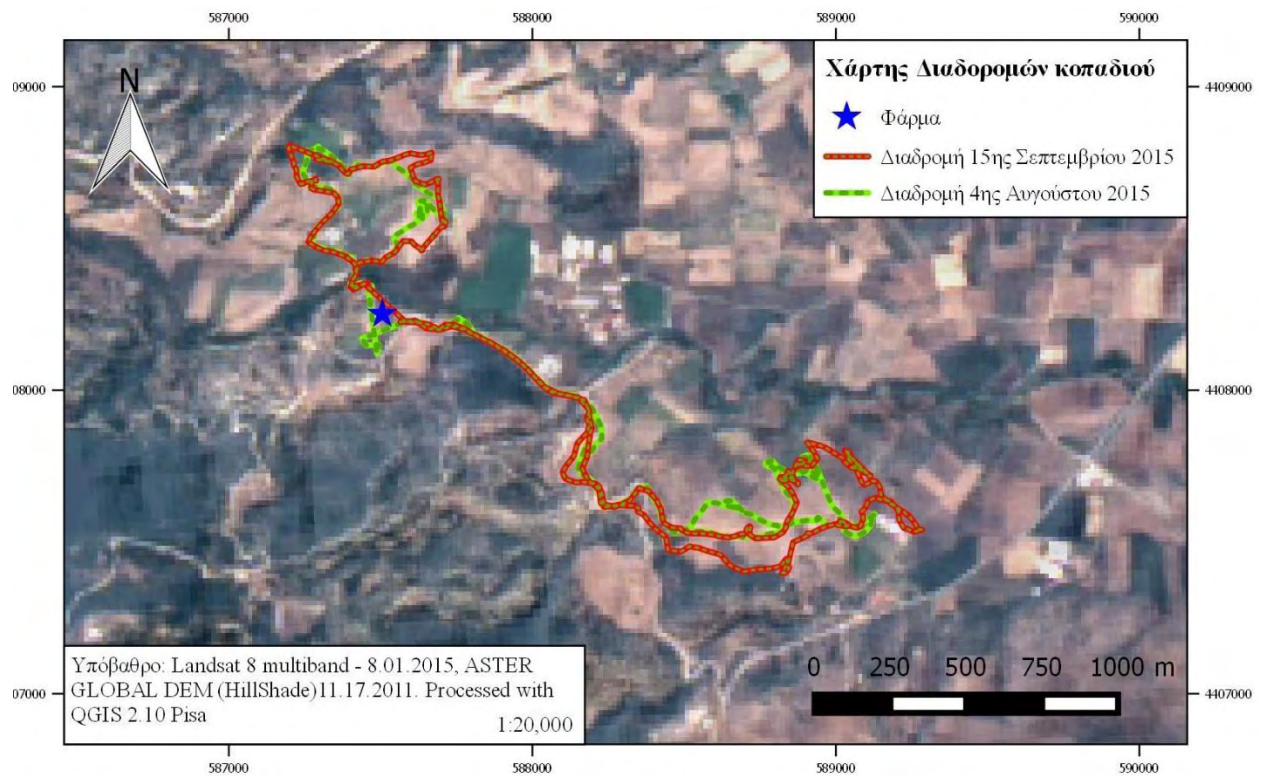 587000 588000 589000 590000
N
Χάρτης Διαδορομών κοπαδιού
Φάρμα
Διαδρομή 15ης Σεπτεμβρίου 2015
Διαδρομή 4ης Αυγούστου 2015
09000 4409000
08000 4408000
Υπόβαθρο: Landsat 8 multiband - 8.01.2015, ASTER
GLOBAL DEM (HillShade)11.17.2011. Processed with
QGIS 2.10 Pisa
1:20,000
0 250 500 750 1000 m
07000 4407000
587000 588000 589000 590000